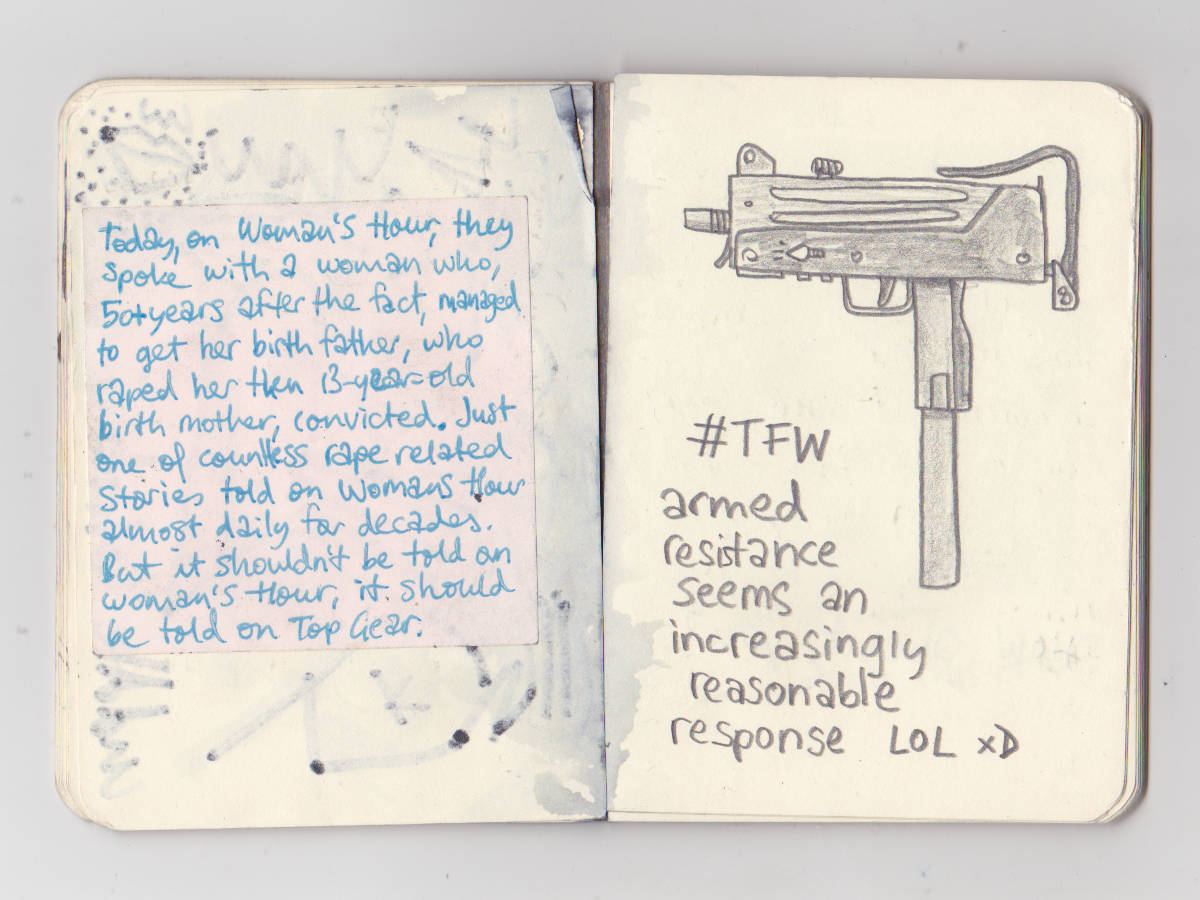 Today, on Woman's Hour, they
spoke with a woman who,
50+years after the fact, managed
to get her birth father, who
raped her then 13-year-old
birth mother, convicted. Just
one of countless rape related
stories told on Womans Hour
almost daily for decades.
But it shouldn't be told on
woman's Hour, it should
be told on Top Gear.
#TFW
armed
resistance
seems an
increasingly
reasonable
response LOL xD